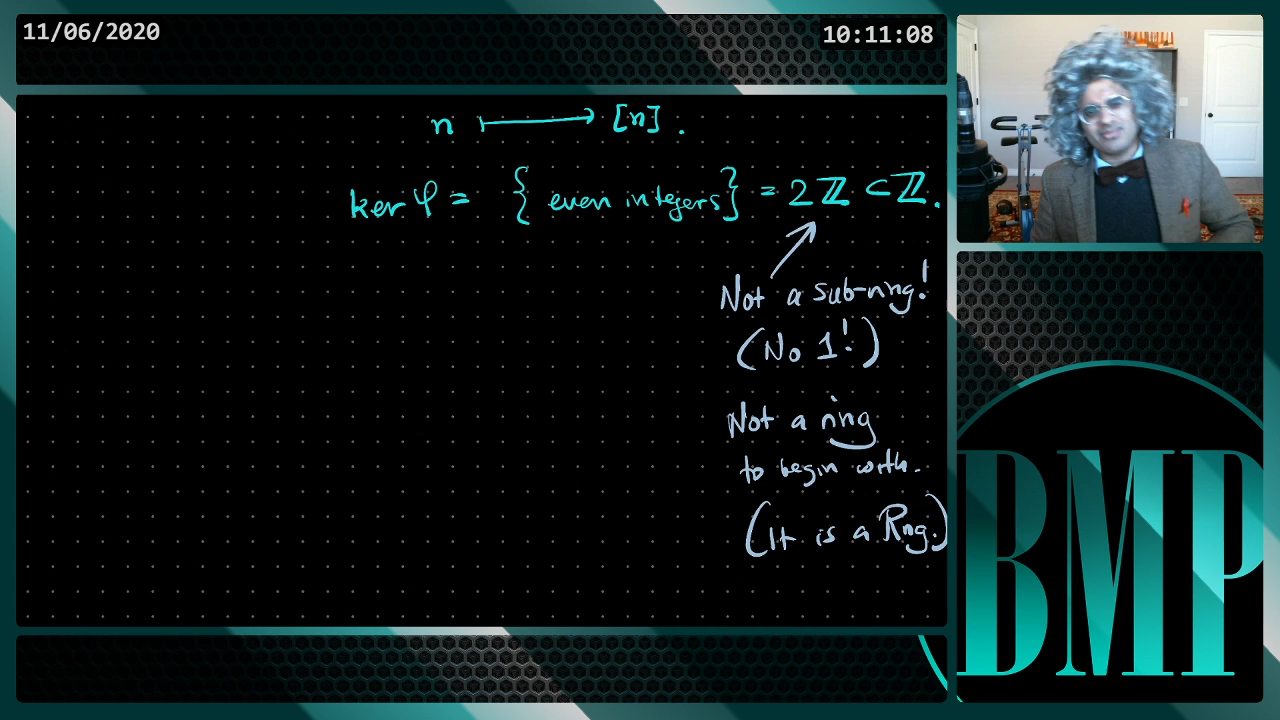 11/06/2020
10:11:08
n ⟼ [n].
ker φ = { even integers } = 2ℤ ⊂ ℤ.
Not a sub-ring!
(No 1!)
Not a ring
to begin with.
(It is a Rng.)
BMP